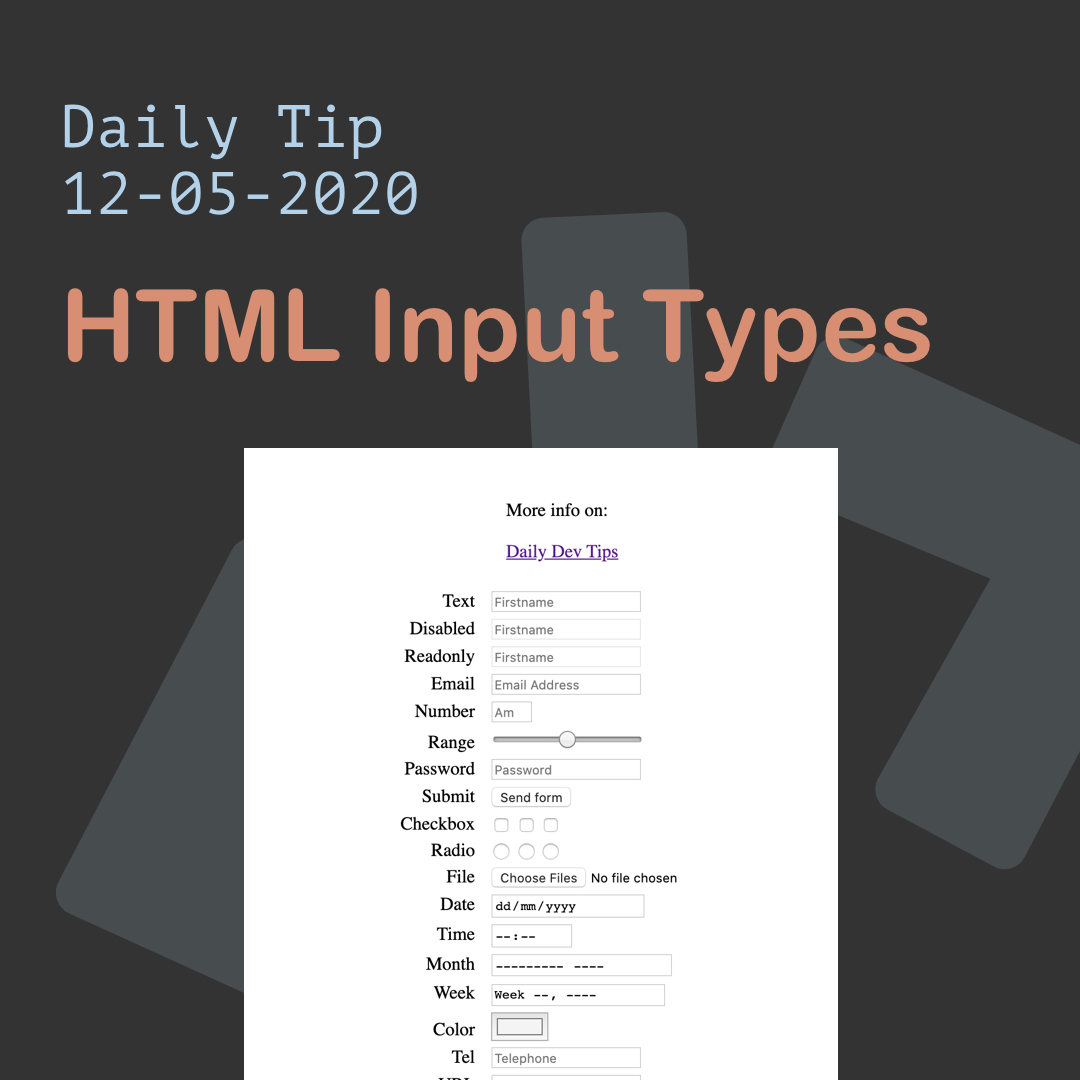 Daily Tip
12-05-2020
HTML Input Types
More info on:
Daily Dev Tips
Text Firstname
Disabled Firstname
Readonly Firstname
Email Email Address
Number Am
Range
Password Password
Submit Send form
Checkbox
Radio
File Choose Files No file chosen
Date dd/mm/yyyy
Time --:--
Month --------- ----
Week Week --, ----
Color
Tel Telephone